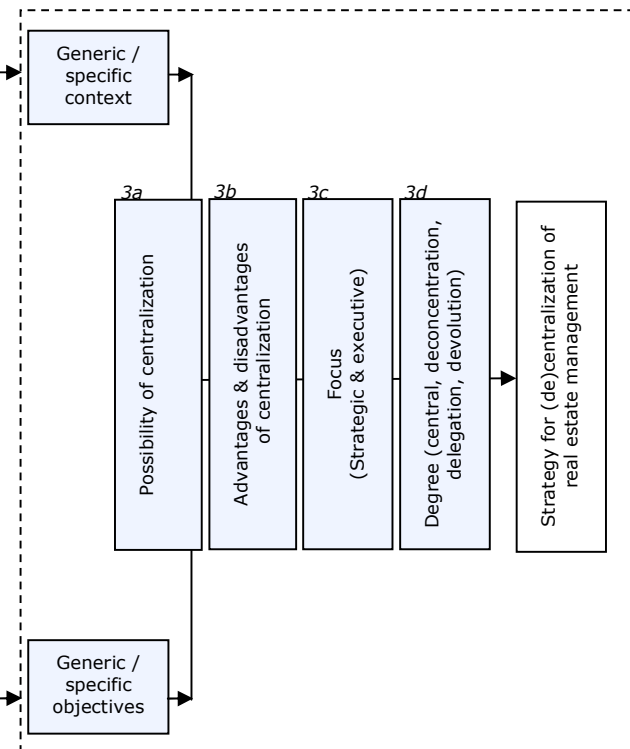 Generic /
specific
context
3a
Possibility of centralization
3b
Advantages & disadvantages
of centralization
3c
Focus
(Strategic & executive)
3d
Degree (central, deconcentration,
delegation, devolution)
Strategy for (de)centralization of
real estate management
Generic /
specific
objectives